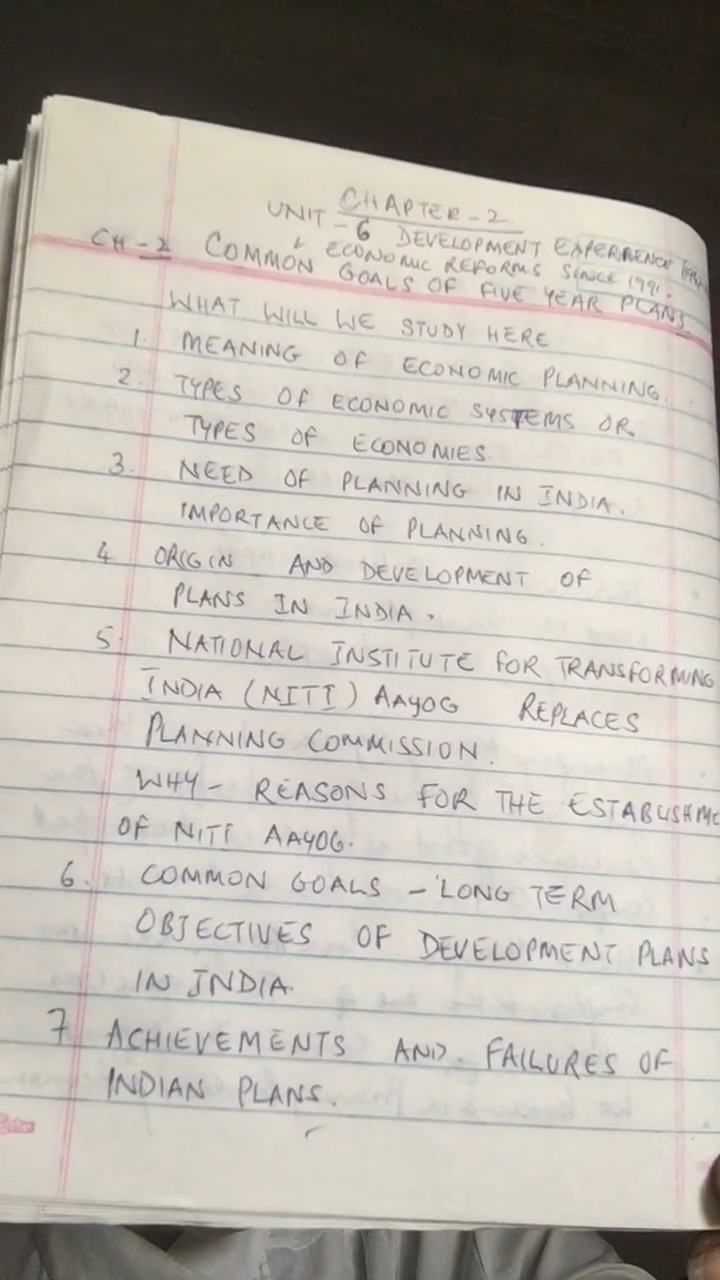 CHAPTER-2
UNIT-6 DEVELOPMENT EXPERIENCE
& ECONOMIC REFORMS SINCE 1991.
CH-2 COMMON GOALS OF FIVE YEAR PLANS
WHAT WILL WE STUDY HERE
1. MEANING OF ECONOMIC PLANNING.
2. TYPES OF ECONOMIC SYSTEMS OR
TYPES OF ECONOMIES.
3. NEED OF PLANNING IN INDIA.
IMPORTANCE OF PLANNING.
4. ORIGIN AND DEVELOPMENT OF
PLANS IN INDIA.
5. NATIONAL INSTITUTE FOR TRANSFORMING
INDIA (NITI) AAYOG REPLACES
PLANNING COMMISSION.
WHY- REASONS FOR THE ESTABLISHME
OF NITI AAYOG.
6. COMMON GOALS - LONG TERM
OBJECTIVES OF DEVELOPMENT PLANS
IN INDIA.
7 ACHIEVEMENTS AND FAILURES OF
INDIAN PLANS.